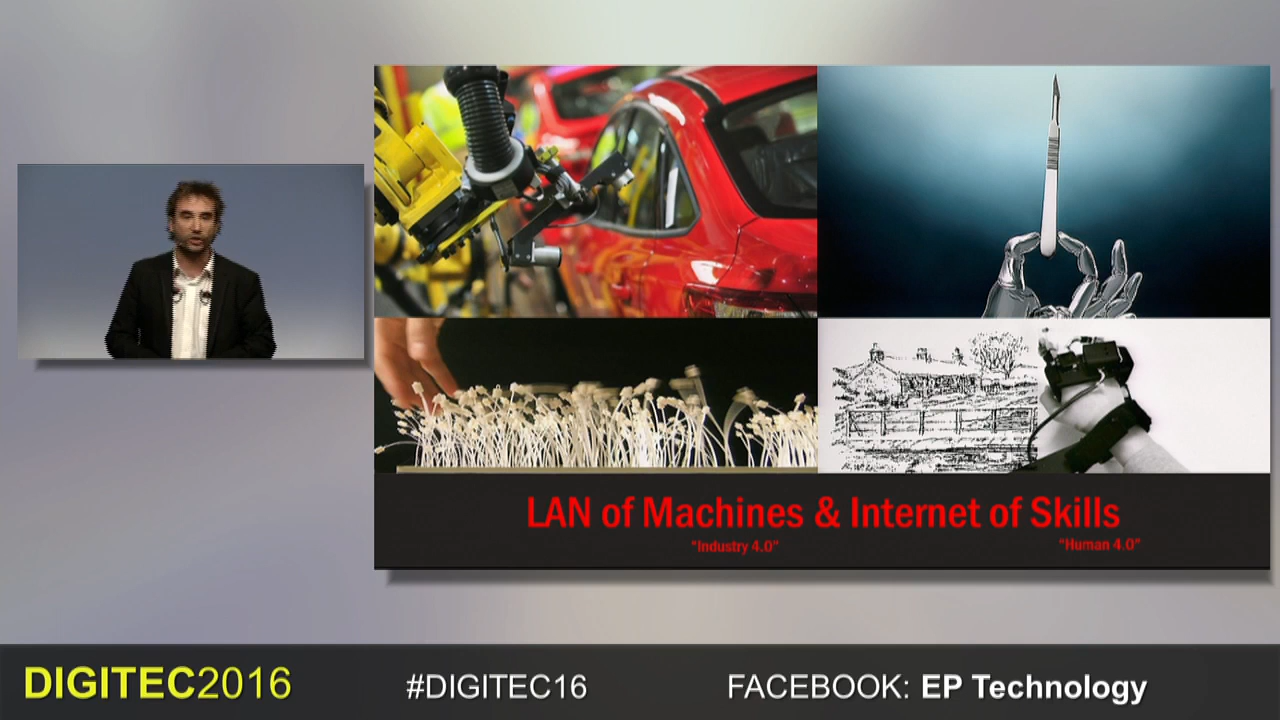 LAN of Machines & Internet of Skills
"Industry 4.0" "Human 4.0"
DIGITEC2016 #DIGITEC16 FACEBOOK: EP Technology